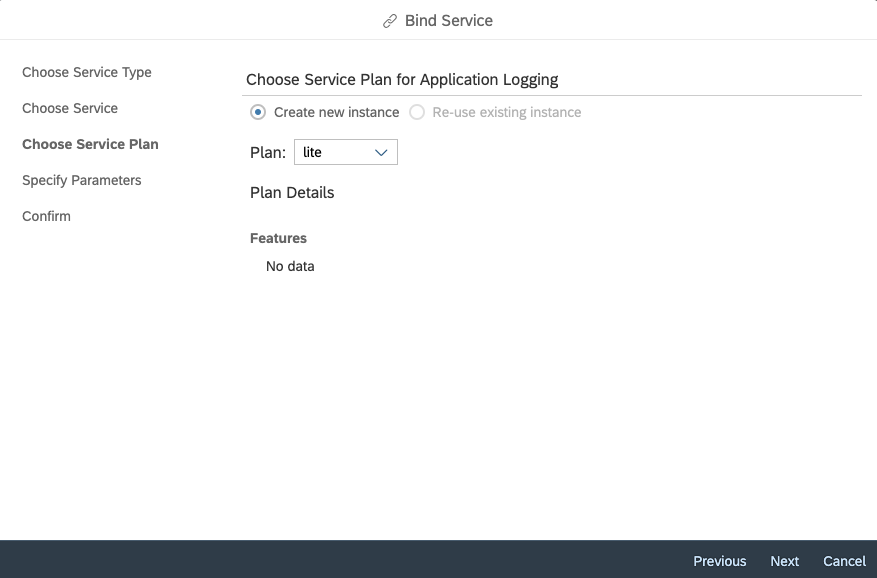 Bind Service
Choose Service Type
Choose Service
Choose Service Plan
Specify Parameters
Confirm
Choose Service Plan for Application Logging
Create new instance Re-use existing instance
Plan: lite
Plan Details
Features
No data
Previous Next Cancel